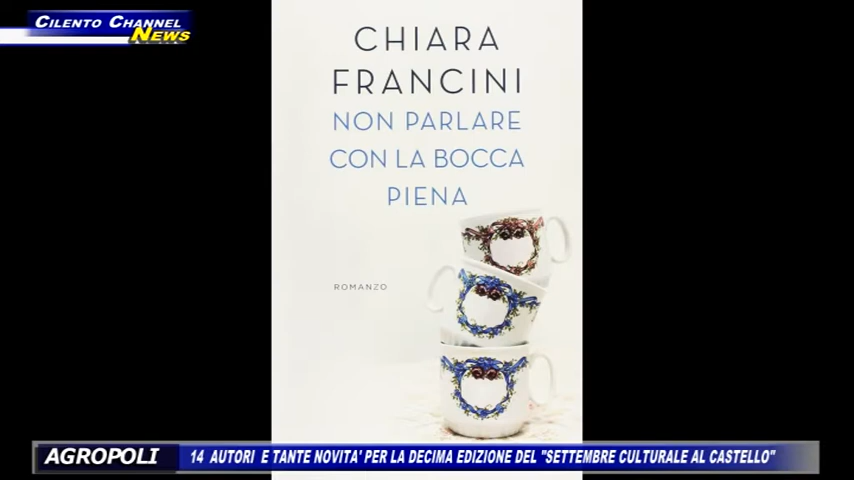 CILENTO CHANNEL
NEWS
CHIARA
FRANCINI
NON PARLARE
CON LA BOCCA
PIENA
ROMANZO
AGROPOLI 14 AUTORI E TANTE NOVITA' PER LA DECIMA EDIZIONE DEL "SETTEMBRE CULTURALE AL CASTELLO"